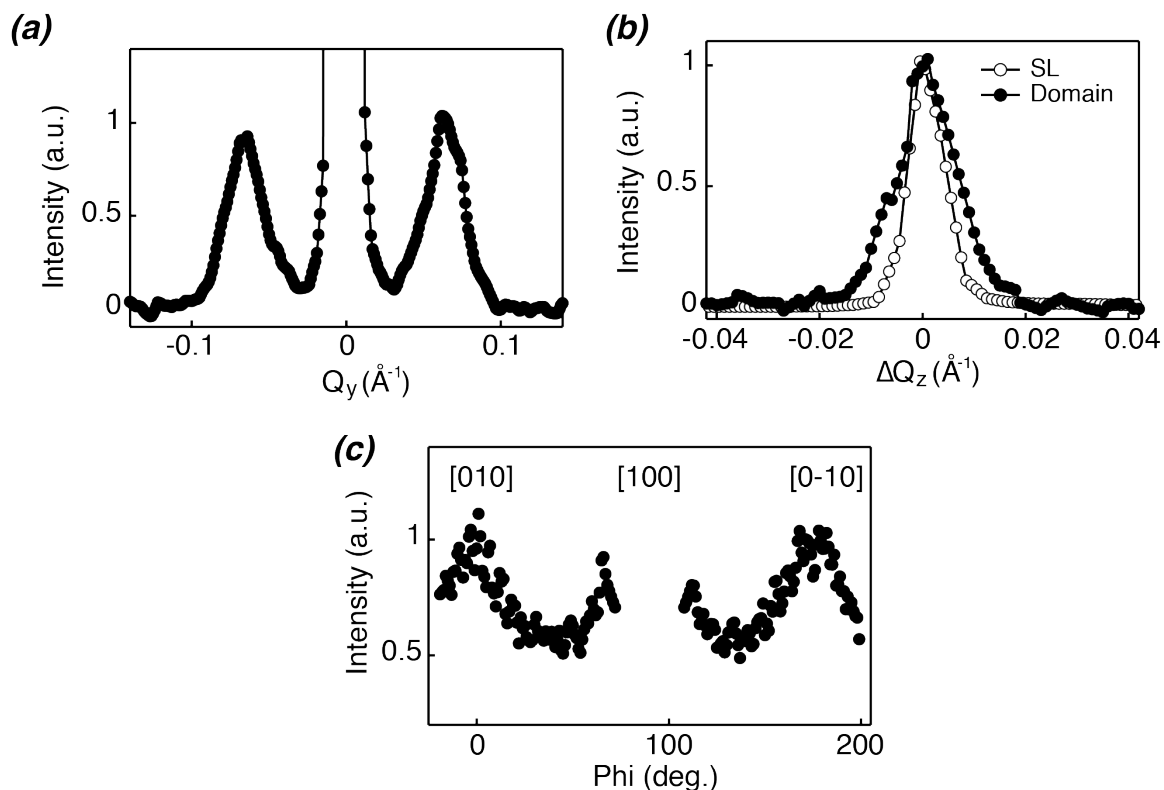 (a)
Intensity (a.u.)
1
0.5
0
-0.1 0 0.1
Qy (Å-1)
(b)
Intensity (a.u.)
1
0.5
0
SL
Domain
-0.04 -0.02 0 0.02 0.04
ΔQz (Å-1)
(c)
Intensity (a.u.)
[010] [100] [0-10]
1
0.5
0 100 200
Phi (deg.)